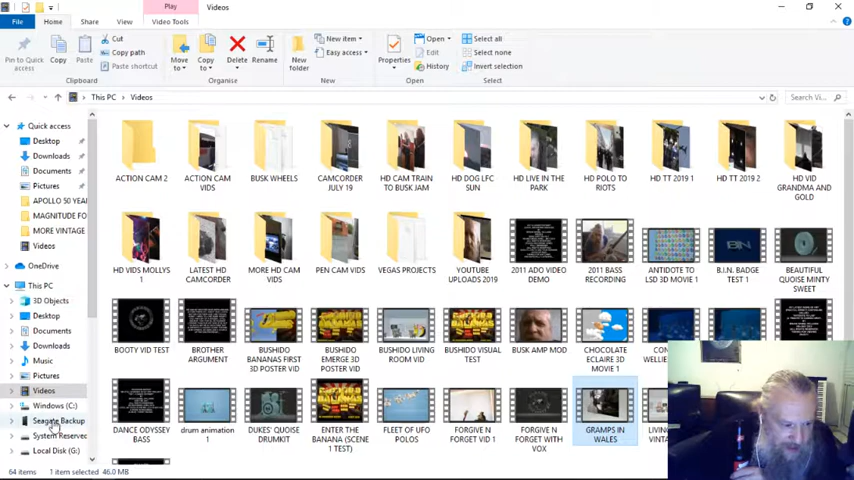 Play
Videos
File
Home
Share
View
Video Tools
Pin to Quick access
Copy
Paste
Cut
Copy path
Paste shortcut
Clipboard
Move to
Copy to
Delete
Rename
Organise
New folder
New item
Easy access
New
Properties
Open
Edit
History
Open
Select all
Select none
Invert selection
Select
This PC
Videos
Search Vi...
Quick access
Desktop
Downloads
Documents
Pictures
APOLLO 50 YEA
MAGNITUDE FO
MORE VINTAGE
Videos
OneDrive
This PC
3D Objects
Desktop
Documents
Downloads
Music
Pictures
Videos
Windows (C:)
Seagate Backup
System Reserved
Local Disk (G:)
ACTION CAM 2
ACTION CAM VIDS
BUSK WHEELS
CAMCORDER JULY 19
HD CAM TRAIN TO BUSK JAM
HD DOG LFC SUN
HD LIVE IN THE PARK
HD POLO TO RIOTS
HD TT 2019 1
HD TT 2019 2
HD VID GRANDMA AND GOLD
HD VIDS MOLLYS 1
LATEST HD CAMCORDER
MORE HD CAM VIDS
PEN CAM VIDS
VEGAS PROJECTS
YOUTUBE UPLOADS 2019
2011 ADO VIDEO DEMO
2011 BASS RECORDING
ANTIDOTE TO LSD 3D MOVIE 1
B.I.N. BADGE TEST 1
BEAUTIFUL QUOISE MINTY SWEET
BOOTY VID TEST
BROTHER ARGUMENT
BUSHIDO BANANAS FIRST 3D POSTER VID
BUSHIDO EMERGE 3D POSTER VID
BUSHIDO LIVING ROOM VID
BUSHIDO VISUAL TEST
BUSK AMP MOD
CHOCOLATE ECLAIRE 3D MOVIE 1
DANCE ODYSSEY BASS
drum animation 1
DUKES' QUOISE DRUMKIT
ENTER THE BANANA (SCENE 1 TEST)
FLEET OF UFO POLOS
FORGIVE N FORGET VID 1
FORGIVE N FORGET WITH VOX
GRAMPS IN WALES
64 items
1 item selected 46.0 MB